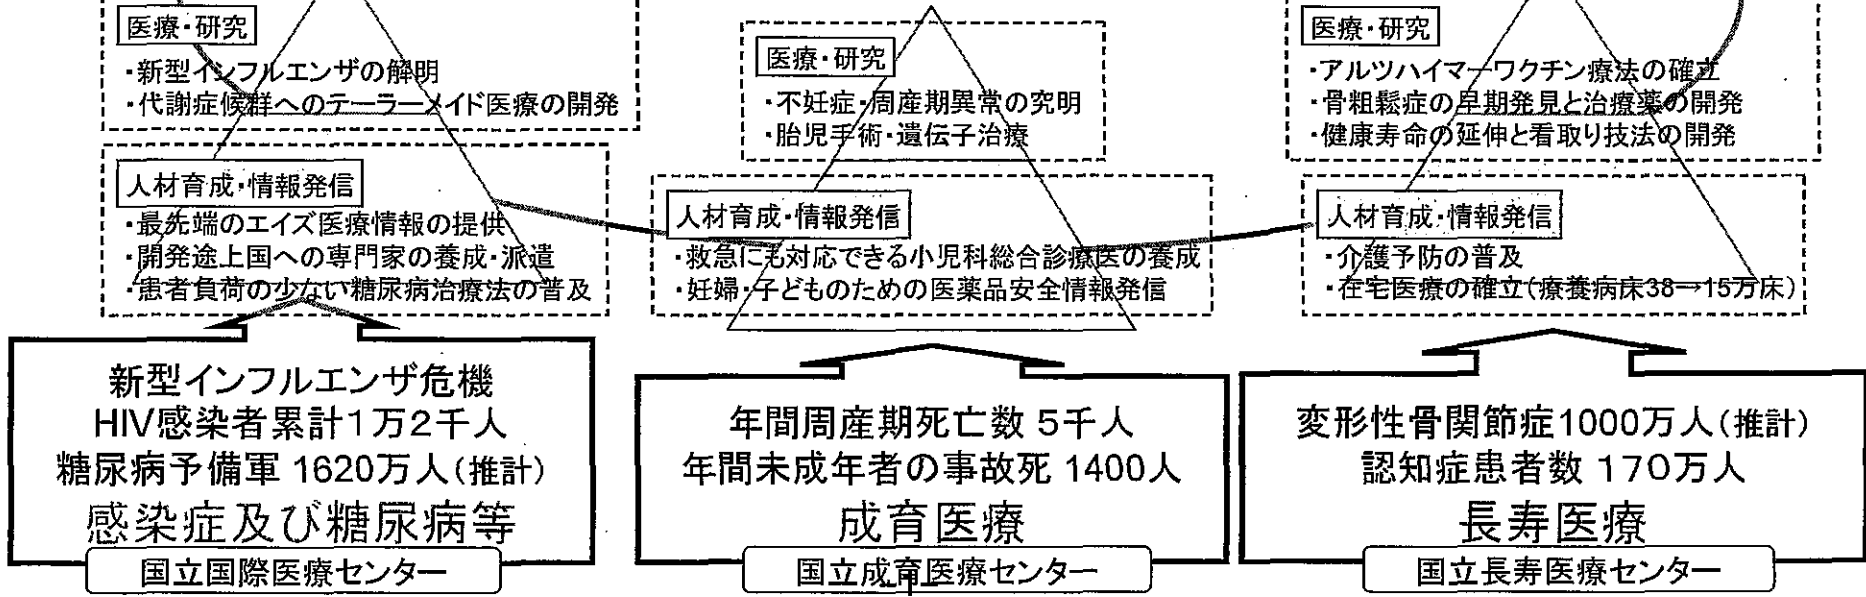 医療・研究
・新型インフルエンザの解明
・代謝症候群へのテーラーメイド医療の開発
人材育成・情報発信
・最先端のエイズ医療情報の提供
・開発途上国への専門家の養成・派遣
・患者負荷の少ない糖尿病治療法の普及
新型インフルエンザ危機
HIV感染者累計1万2千人
糖尿病予備軍 1620万人(推計)
感染症及び糖尿病等
国立国際医療センター
医療・研究
・不妊症・周産期異常の究明
・胎児手術・遺伝子治療
人材育成・情報発信
・救急にも対応できる小児科総合診療医の養成
・妊婦・子どものための医薬品安全情報発信
年間周産期死亡数 5千人
年間未成年者の事故死 1400人
成育医療
国立成育医療センター
医療・研究
・アルツハイマーワクチン療法の確立
・骨粗鬆症の早期発見と治療薬の開発
・健康寿命の延伸と看取り技法の開発
人材育成・情報発信
・介護予防の普及
・在宅医療の確立(療養病床38→15万床)
変形性骨関節症1000万人(推計)
認知症患者数 170万人
長寿医療
国立長寿医療センター